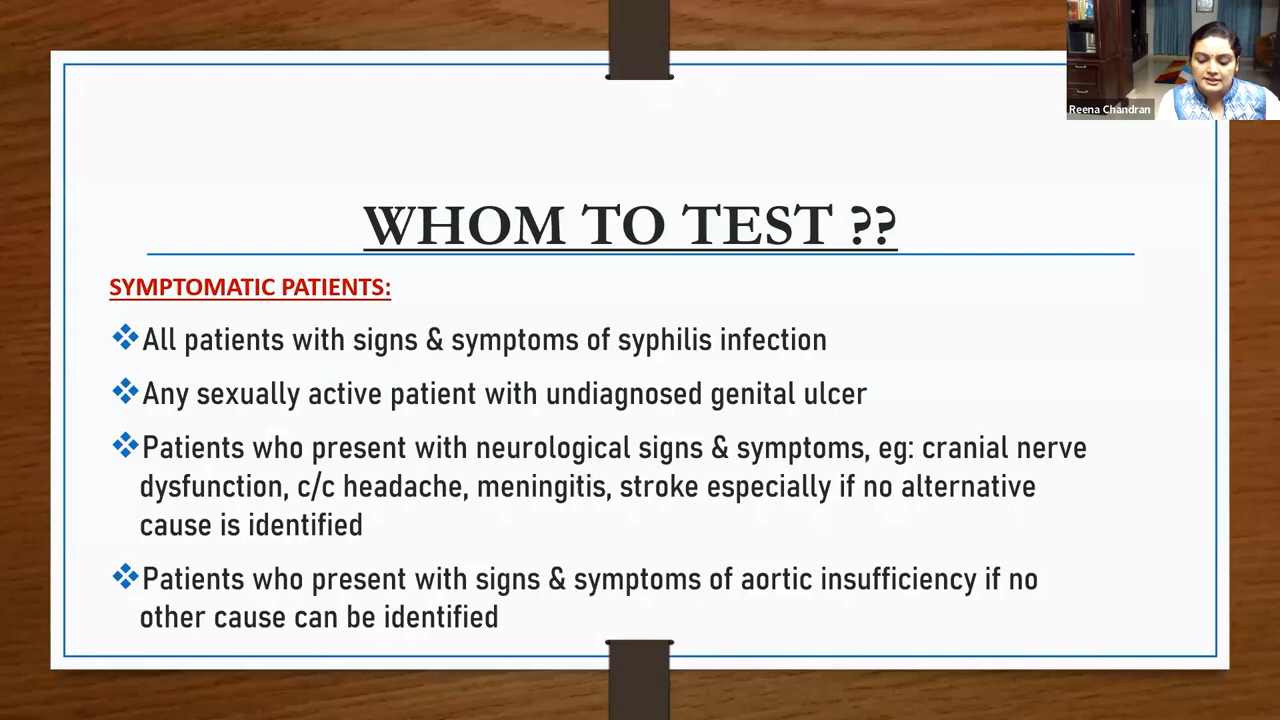 Reena Chandran
WHOM TO TEST ??
SYMPTOMATIC PATIENTS:
All patients with signs & symptoms of syphilis infection
Any sexually active patient with undiagnosed genital ulcer
Patients who present with neurological signs & symptoms, eg: cranial nerve
dysfunction, c/c headache, meningitis, stroke especially if no alternative
cause is identified
Patients who present with signs & symptoms of aortic insufficiency if no
other cause can be identified